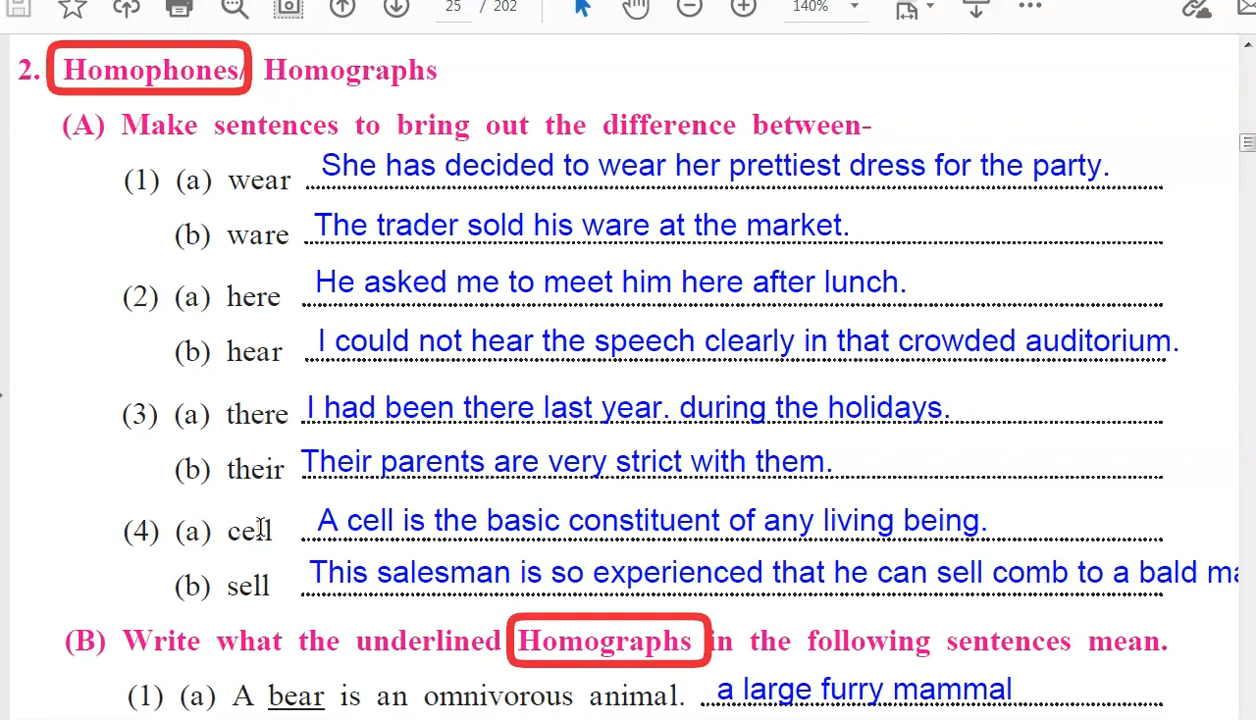 25 / 202 140%
2. Homophones/ Homographs
(A) Make sentences to bring out the difference between-
(1) (a) wear She has decided to wear her prettiest dress for the party.
(b) ware The trader sold his ware at the market.
(2) (a) here He asked me to meet him here after lunch.
(b) hear I could not hear the speech clearly in that crowded auditorium.
(3) (a) there I had been there last year. during the holidays.
(b) their Their parents are very strict with them.
(4) (a) cell A cell is the basic constituent of any living being.
(b) sell This salesman is so experienced that he can sell comb to a bald
(B) Write what the underlined Homographs in the following sentences mean.
(1) (a) A bear is an omnivorous animal. a large furry mammal